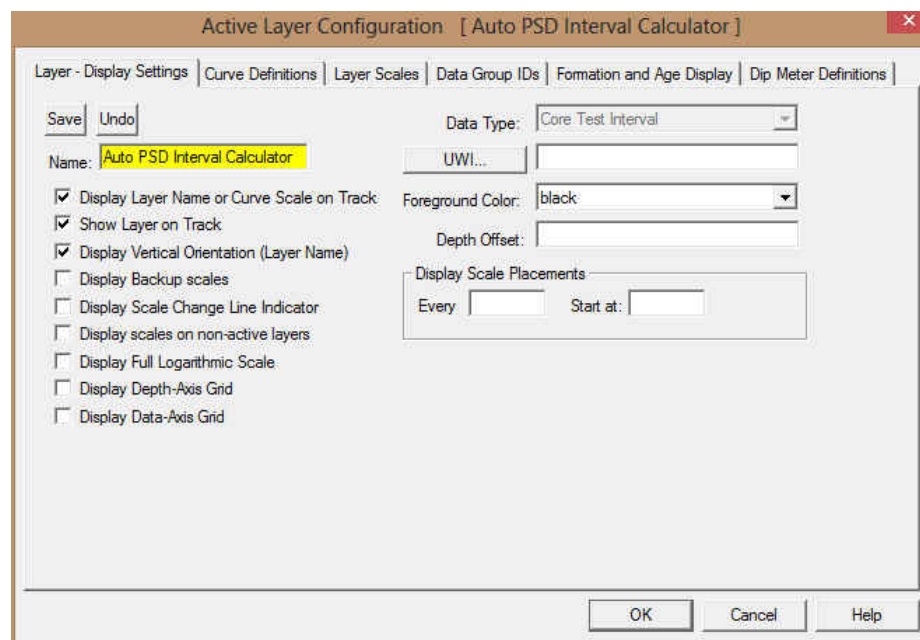 Active Layer Configuration [ Auto PSD Interval Calculator ]
Layer - Display Settings
Curve Definitions
Layer Scales
Data Group IDs
Formation and Age Display
Dip Meter Definitions
Save
Undo
Name: Auto PSD Interval Calculator
Display Layer Name or Curve Scale on Track
Show Layer on Track
Display Vertical Orientation (Layer Name)
Display Backup scales
Display Scale Change Line Indicator
Display scales on non-active layers
Display Full Logarithmic Scale
Display Depth-Axis Grid
Display Data-Axis Grid
Data Type: Core Test Interval
UWI...
Foreground Color: black
Depth Offset:
Display Scale Placements
Every
Start at:
OK
Cancel
Help